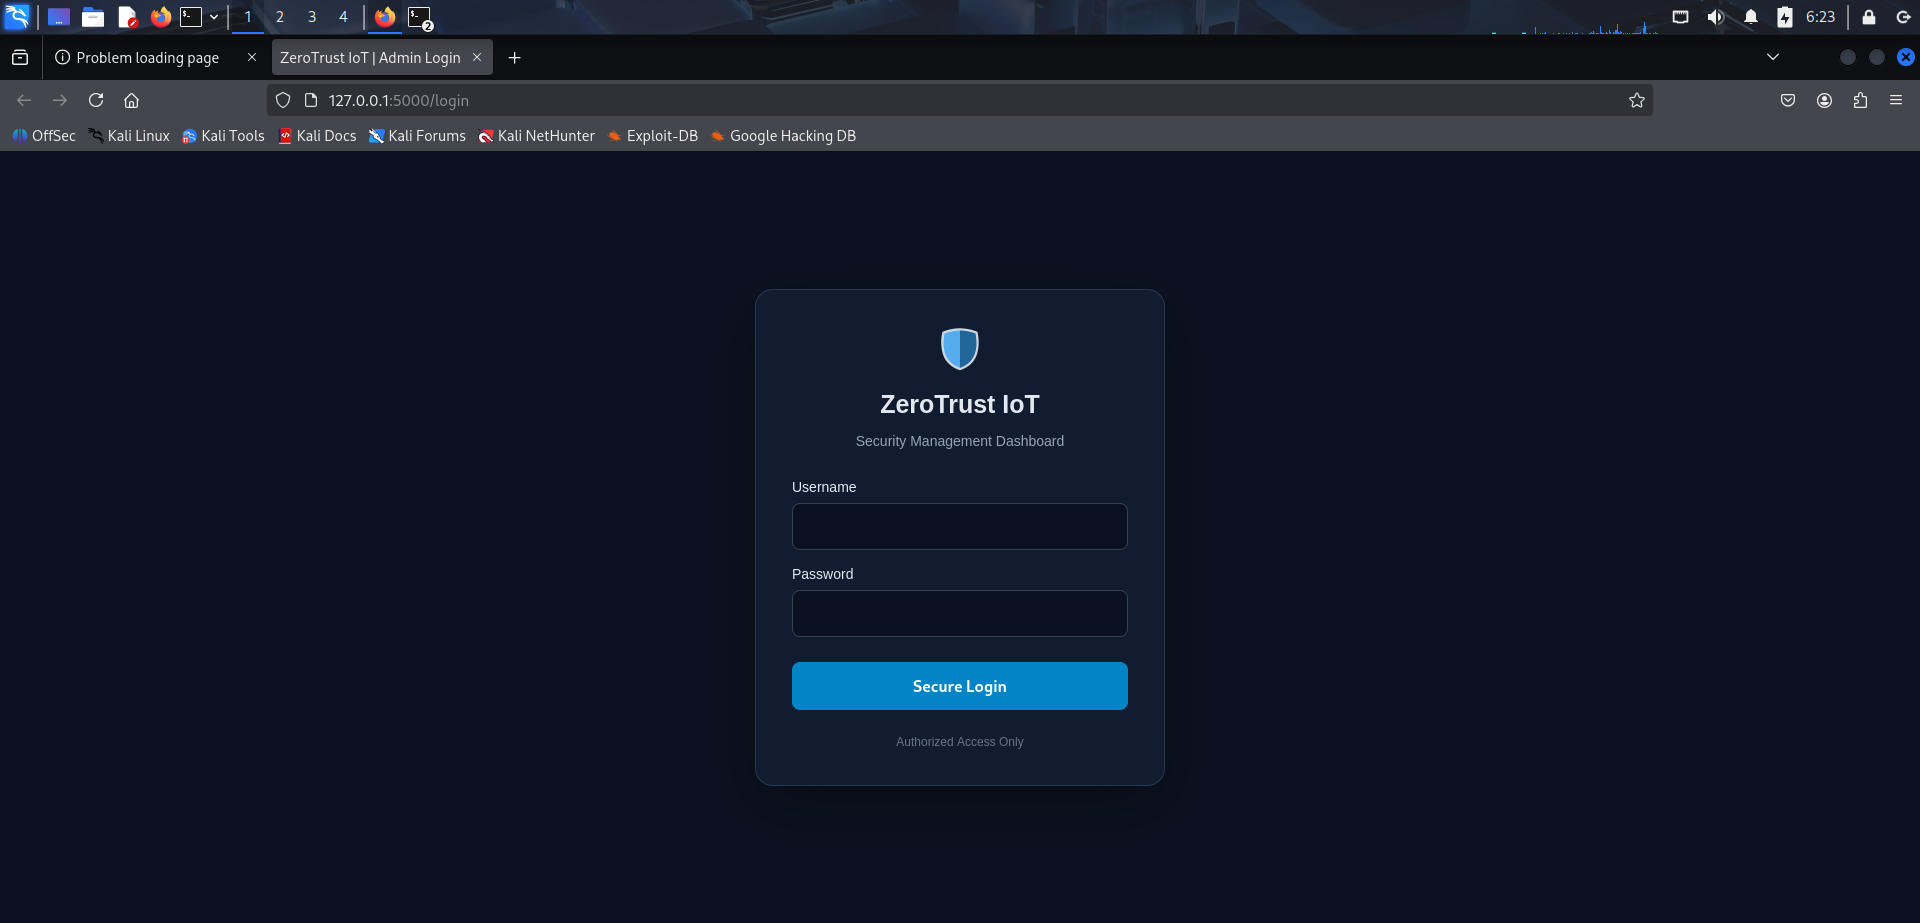 1 2 3 4 2 6:23
Problem loading page ZeroTrust IoT | Admin Login
127.0.0.1:5000/login
OffSec Kali Linux Kali Tools Kali Docs Kali Forums Kali NetHunter Exploit-DB Google Hacking DB
ZeroTrust IoT
Security Management Dashboard
Username
Password
Secure Login
Authorized Access Only